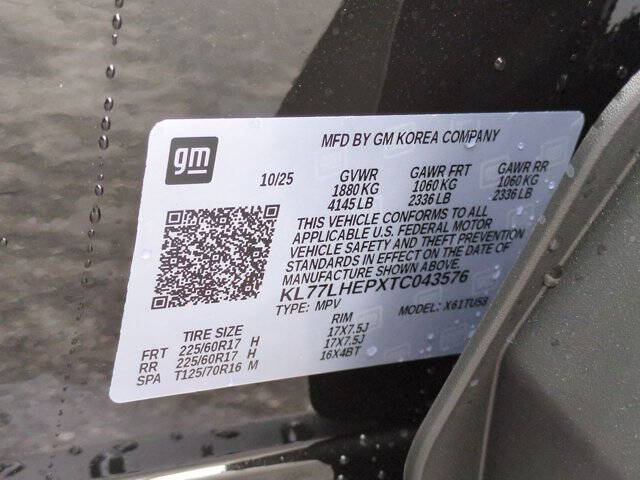 gm
MFD BY GM KOREA COMPANY
10/25 GVWR GAWR FRT GAWR RR
1880 KG 1060 KG 1060 KG
4145 LB 2336 LB 2336 LB
THIS VEHICLE CONFORMS TO ALL
APPLICABLE U.S. FEDERAL MOTOR
VEHICLE SAFETY AND THEFT PREVENTION
STANDARDS IN EFFECT ON THE DATE OF
MANUFACTURE SHOWN ABOVE.
KL77LHEPXTC043576
TYPE: MPV MODEL: X61TU58
TIRE SIZE RIM
FRT 225/60R17 H 17X7.5J
RR 225/60R17 H 17X7.5J
SPA T125/70R16 M 16X4BT